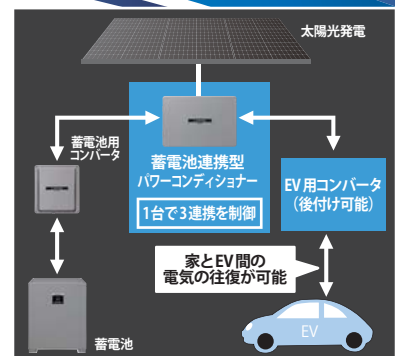 太陽光発電
蓄電池用
コンバータ
蓄電池連携型
パワーコンディショナー
1台で3連携を制御
EV用コンバータ
(後付け可能)
家とEV間の
電気の往復が可能
蓄電池
EV